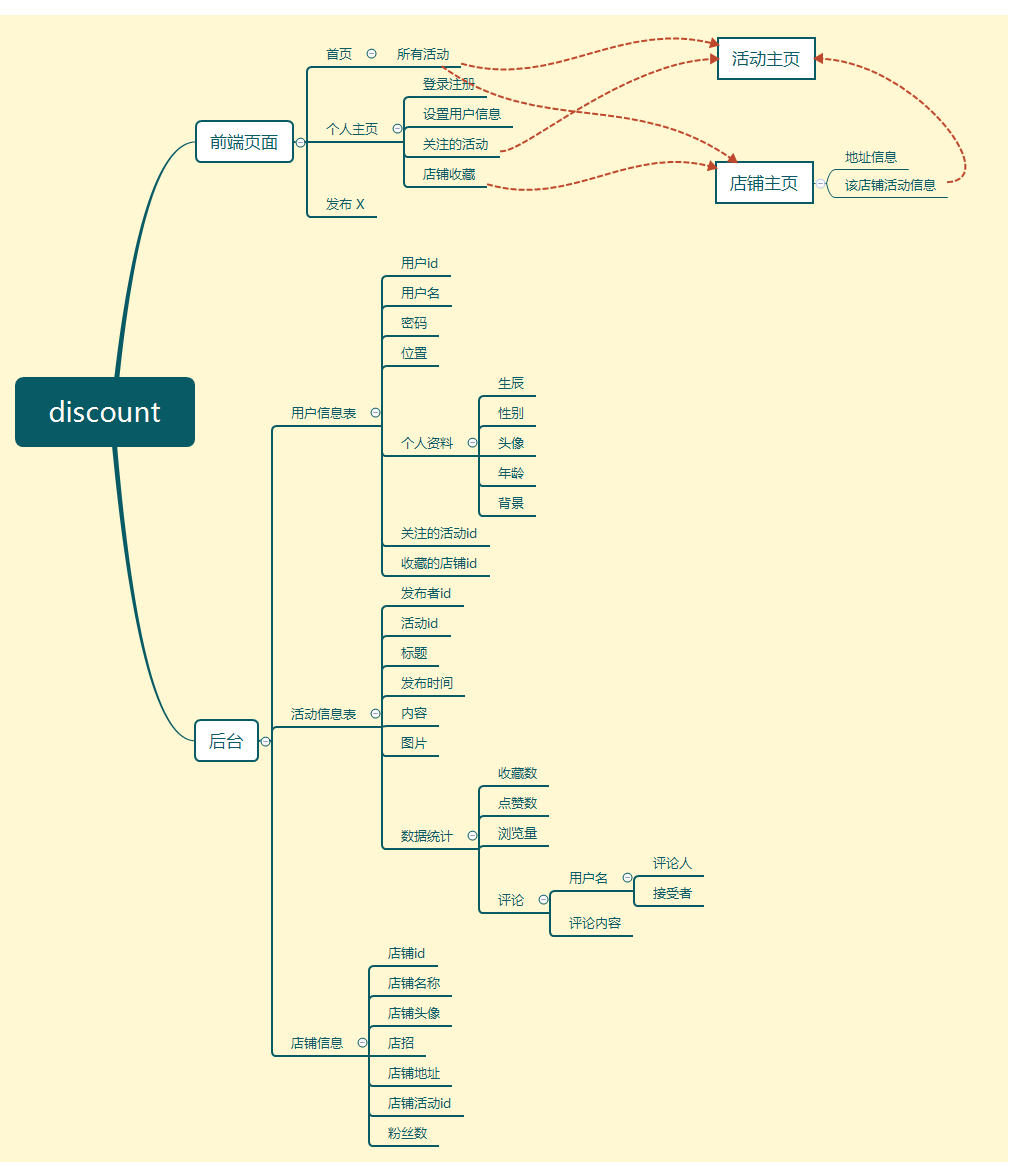 discount
前端页面
首页
所有活动
个人主页
登录注册
设置用户信息
关注的活动
店铺收藏
发布 X
活动主页
店铺主页
地址信息
该店铺活动信息
后台
用户信息表
用户id
用户名
密码
位置
个人资料
生辰
性别
头像
年龄
背景
关注的活动id
收藏的店铺id
活动信息表
发布者id
活动id
标题
发布时间
内容
图片
数据统计
收藏数
点赞数
浏览量
评论
用户名
评论人
接受者
评论内容
店铺信息
店铺id
店铺名称
店铺头像
店招
店铺地址
店铺活动id
粉丝数